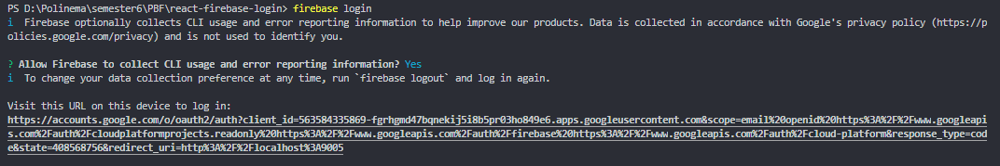 PS D:\Polinema\semester6\PBF\react-firebase-login> firebase login
i  Firebase optionally collects CLI usage and error reporting information to help improve our products. Data is collected in accordance with Google's privacy policy (https://p
olicies.google.com/privacy) and is not used to identify you.
? Allow Firebase to collect CLI usage and error reporting information? Yes
i  To change your data collection preference at any time, run `firebase logout` and log in again.
Visit this URL on this device to log in:
https://accounts.google.com/o/oauth2/auth?client_id=563584335869-fgrhgmd47bqnekij5i8b5pr03ho849e6.apps.googleusercontent.com&scope=email%20openid%20https%3A%2F%2Fwww.googleapi
s.com%2Fauth%2Fcloudplatformprojects.readonly%20https%3A%2F%2Fwww.googleapis.com%2Fauth%2Ffirebase%20https%3A%2F%2Fwww.googleapis.com%2Fauth%2Fcloud-platform&response_type=cod
e&state=408568756&redirect_uri=http%3A%2F%2Flocalhost%3A9005